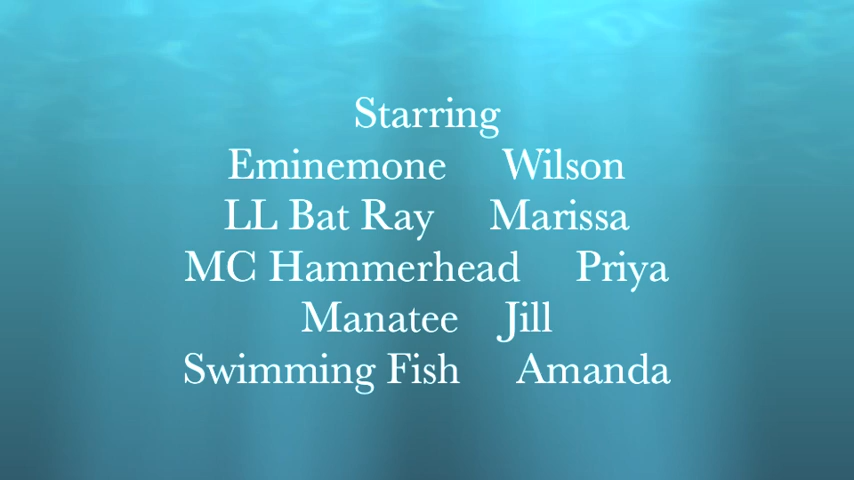 Starring
Eminemone Wilson
LL Bat Ray Marissa
MC Hammerhead Priya
Manatee Jill
Swimming Fish Amanda